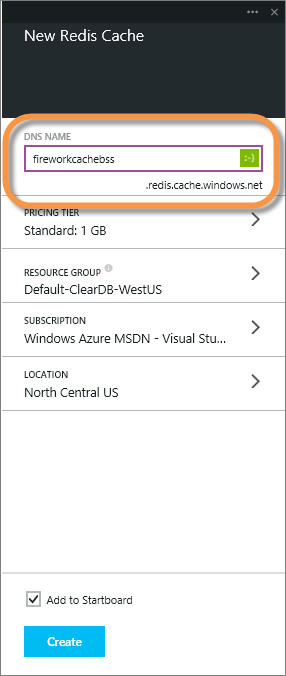 New Redis Cache
DNS NAME
fireworkcachebss
:-)
.redis.cache.windows.net
PRICING TIER
Standard: 1 GB
RESOURCE GROUP
Default-ClearDB-WestUS
SUBSCRIPTION
Windows Azure MSDN - Visual Stu...
LOCATION
North Central US
Add to Startboard
Create